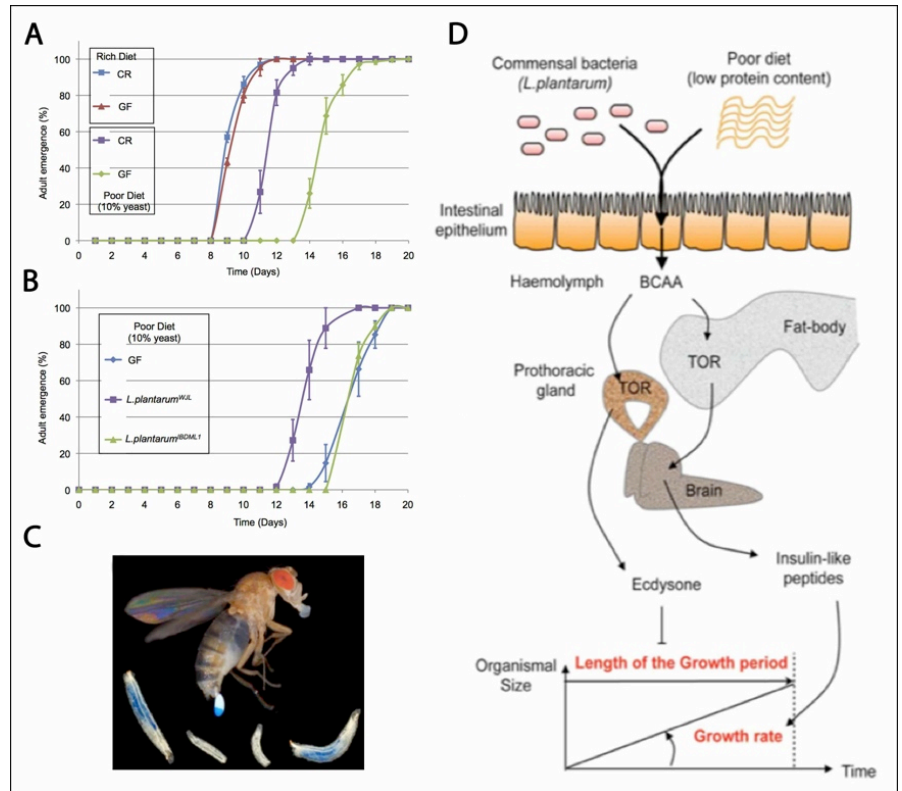 A
Rich Diet
CR
GF
CR
GF
Poor Diet
(10% yeast)
Adult emergence (%)
100
80
60
40
20
0
0 2 4 6 8 10 12 14 16 18 20
Time (Days)
B
Poor Diet
(10% yeast)
GF
L.plantarumᵂᴶᴸ
L.plantarumᴵᴮᴰᴹᴸ¹
Adult emergence (%)
100
80
60
40
20
0
0 2 4 6 8 10 12 14 16 18 20
Time (Days)
C
D
Commensal bacteria
(L.plantarum)
Poor diet
(low protein content)
Intestinal
epithelium
Haemolymph
BCAA
Fat-body
TOR
Prothoracic
gland
TOR
Brain
Ecdysone
Insulin-like
peptides
Organismal
Size
Length of the Growth period
Growth rate
Time